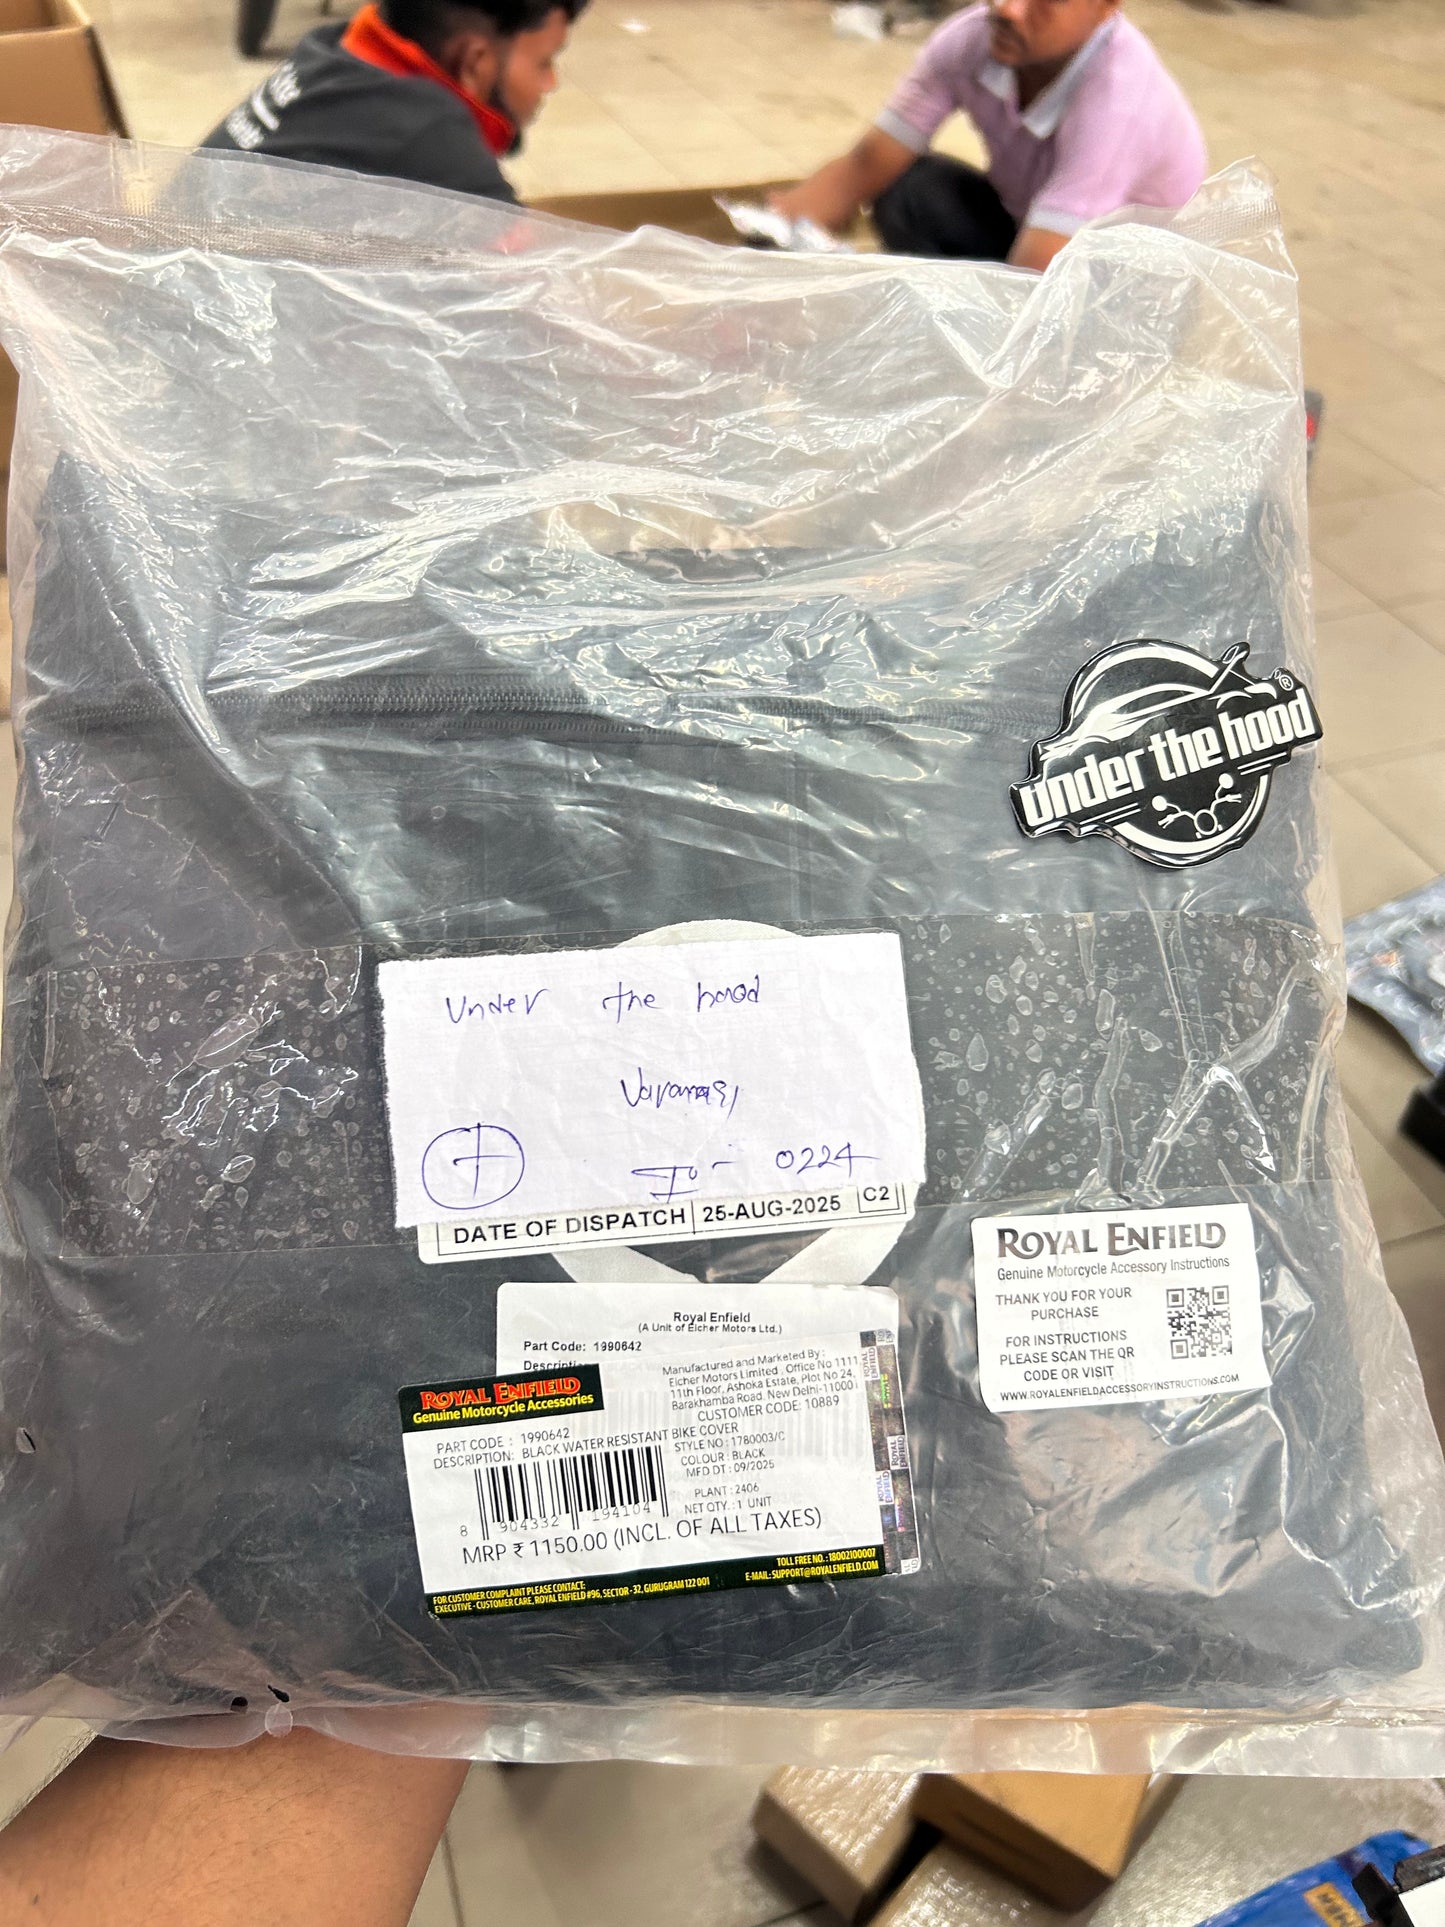 under the hood
®
Under the hood
Varanasi
0224
DATE OF DISPATCH 25-AUG-2025 C2
ROYAL ENFIELD
Genuine Motorcycle Accessory Instructions
THANK YOU FOR YOUR
PURCHASE
FOR INSTRUCTIONS
PLEASE SCAN THE QR
CODE OR VISIT
WWW.ROYALENFIELDACCESSORYINSTRUCTIONS.COM
Royal Enfield
(A Unit of Eicher Motors Ltd.)
Part Code: 1990642
Description
ROYAL ENFIELD
Genuine Motorcycle Accessories
Manufactured and Marketed By :
Eicher Motors Limited, Office No 1111,
11th Floor, Ashoka Estate, Plot No 24,
Barakhamba Road, New Delhi-110001
CUSTOMER CODE: 10889
PART CODE : 1990642
DESCRIPTION: BLACK WATER RESISTANT BIKE COVER
STYLE NO : 1780003/C
COLOUR : BLACK
MFD DT : 09/2025
PLANT : 2406
NET QTY. : 1 UNIT
8 904332 194104
MRP ₹ 1150.00 (INCL. OF ALL TAXES)
FOR CUSTOMER COMPLAINT PLEASE CONTACT:
EXECUTIVE - CUSTOMER CARE, ROYAL ENFIELD #96, SECTOR - 32, GURUGRAM 122 001
TOLL FREE NO. : 18002100007
E-MAIL: SUPPORT@ROYALENFIELD.COM